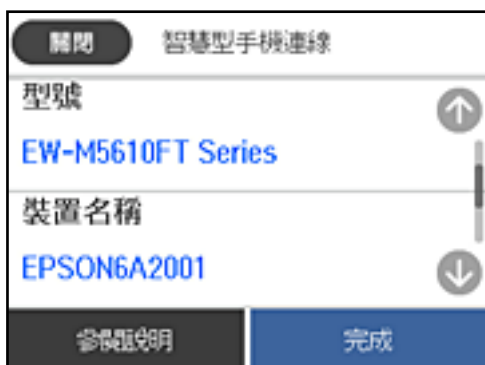 關閉
智慧型手機連線
型號
EW-M5610FT Series
裝置名稱
EPSON6A2001
參閱說明
完成